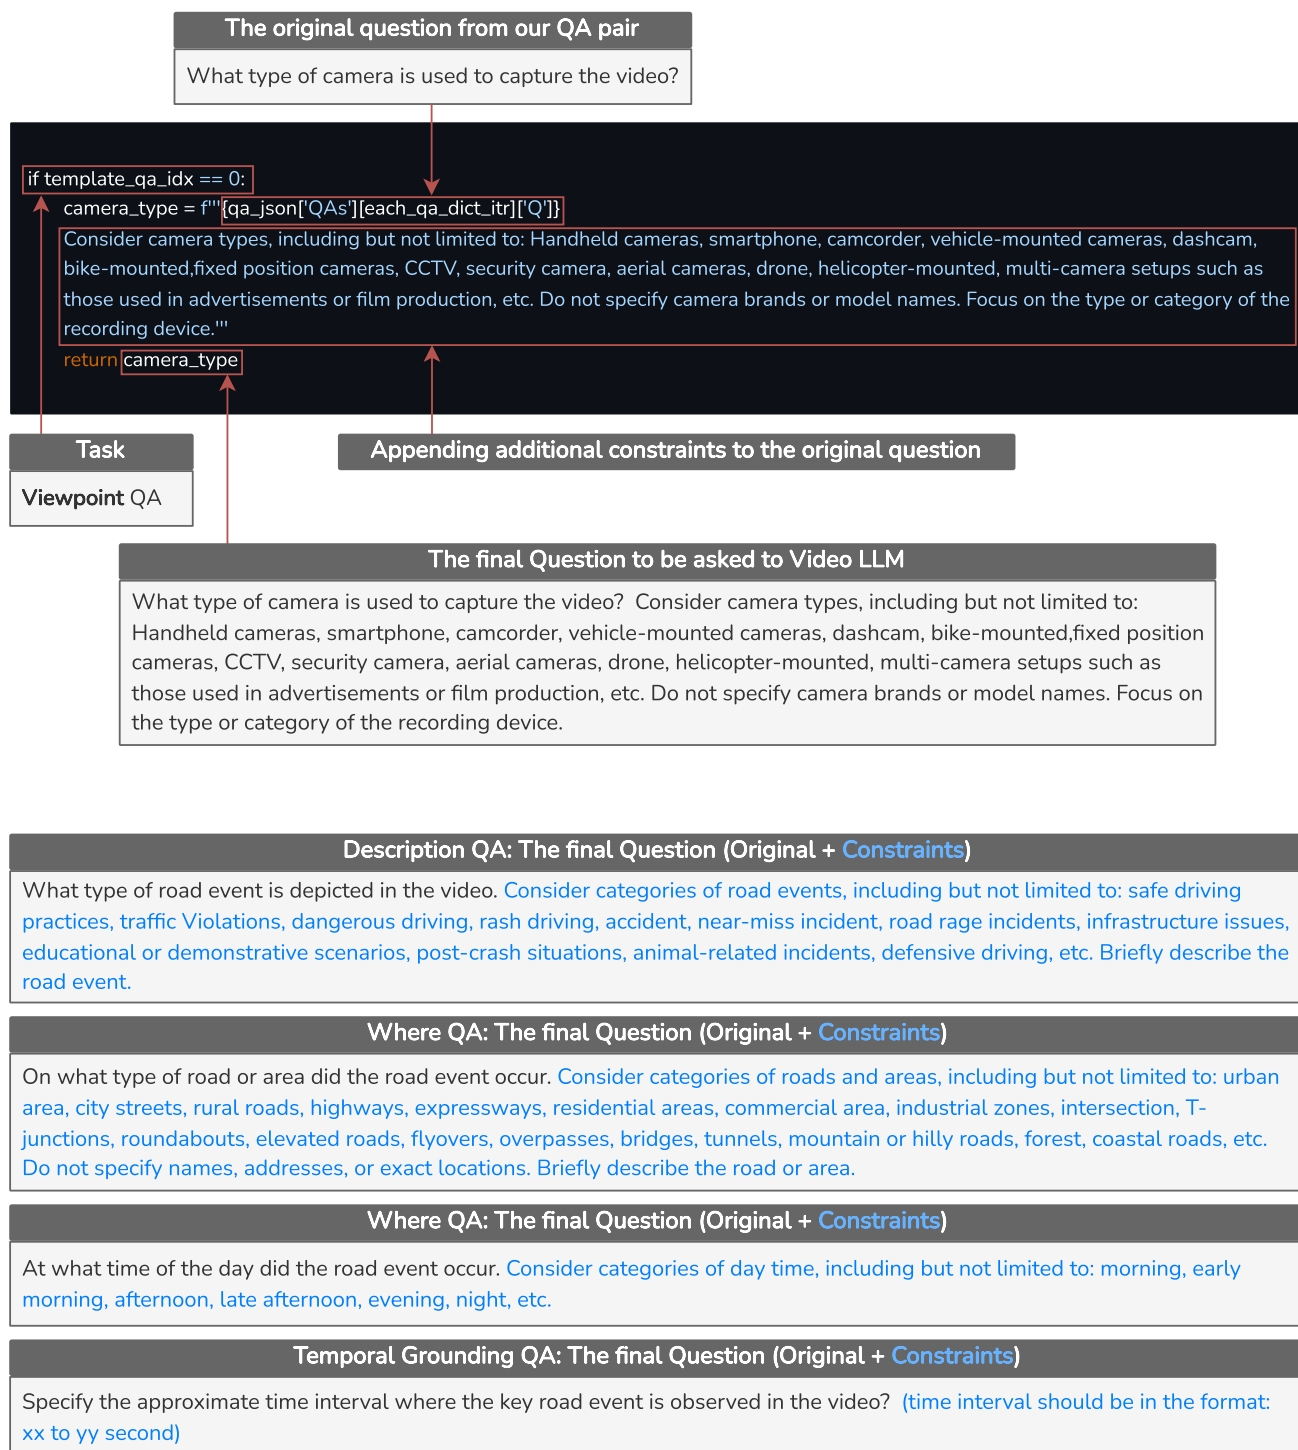 The original question from our QA pair
What type of camera is used to capture the video?
if template_qa_idx == 0:
camera_type = f'''{qa_json['QAs'][each_qa_dict_itr]['Q']}
Consider camera types, including but not limited to: Handheld cameras, smartphone, camcorder, vehicle-mounted cameras, dashcam,
bike-mounted,fixed position cameras, CCTV, security camera, aerial cameras, drone, helicopter-mounted, multi-camera setups such as
those used in advertisements or film production, etc. Do not specify camera brands or model names. Focus on the type or category of the
recording device.'''
return camera_type
Task
Viewpoint QA
Appending additional constraints to the original question
The final Question to be asked to Video LLM
What type of camera is used to capture the video?  Consider camera types, including but not limited to:
Handheld cameras, smartphone, camcorder, vehicle-mounted cameras, dashcam, bike-mounted,fixed position
cameras, CCTV, security camera, aerial cameras, drone, helicopter-mounted, multi-camera setups such as
those used in advertisements or film production, etc. Do not specify camera brands or model names. Focus on
the type or category of the recording device.
Description QA: The final Question (Original + Constraints)
What type of road event is depicted in the video. Consider categories of road events, including but not limited to: safe driving
practices, traffic Violations, dangerous driving, rash driving, accident, near-miss incident, road rage incidents, infrastructure issues,
educational or demonstrative scenarios, post-crash situations, animal-related incidents, defensive driving, etc. Briefly describe the
road event.
Where QA: The final Question (Original + Constraints)
On what type of road or area did the road event occur. Consider categories of roads and areas, including but not limited to: urban
area, city streets, rural roads, highways, expressways, residential areas, commercial area, industrial zones, intersection, T-
junctions, roundabouts, elevated roads, flyovers, overpasses, bridges, tunnels, mountain or hilly roads, forest, coastal roads, etc.
Do not specify names, addresses, or exact locations. Briefly describe the road or area.
Where QA: The final Question (Original + Constraints)
At what time of the day did the road event occur. Consider categories of day time, including but not limited to: morning, early
morning, afternoon, late afternoon, evening, night, etc.
Temporal Grounding QA: The final Question (Original + Constraints)
Specify the approximate time interval where the key road event is observed in the video?  (time interval should be in the format:
xx to yy second)